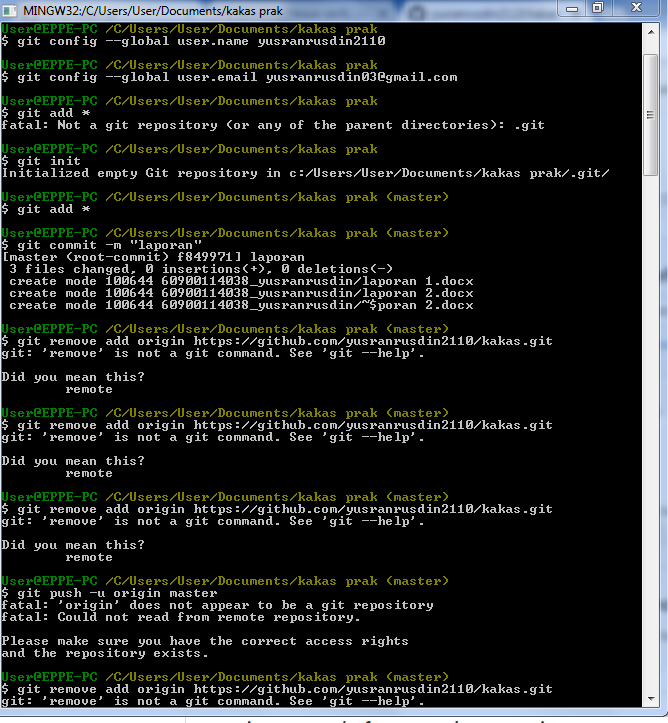 MINGW32:/C/Users/User/Documents/kakas prak
User@EPPE-PC /C/Users/User/Documents/kakas prak
$ git config --global user.name yusranrusdin2110
User@EPPE-PC /C/Users/User/Documents/kakas prak
$ git config --global user.email yusranrusdin03@gmail.com
User@EPPE-PC /C/Users/User/Documents/kakas prak
$ git add *
fatal: Not a git repository (or any of the parent directories): .git
User@EPPE-PC /C/Users/User/Documents/kakas prak
$ git init
Initialized empty Git repository in c:/Users/User/Documents/kakas prak/.git/
User@EPPE-PC /C/Users/User/Documents/kakas prak (master)
$ git add *
User@EPPE-PC /C/Users/User/Documents/kakas prak (master)
$ git commit -m "laporan"
[master (root-commit) f849971] laporan
3 files changed, 0 insertions(+), 0 deletions(-)
create mode 100644 60900114038_yusranrusdin/laporan 1.docx
create mode 100644 60900114038_yusranrusdin/laporan 2.docx
create mode 100644 60900114038_yusranrusdin/~$poran 2.docx
User@EPPE-PC /C/Users/User/Documents/kakas prak (master)
$ git remove add origin https://github.com/yusranrusdin2110/kakas.git
git: 'remove' is not a git command. See 'git --help'.
Did you mean this?
remote
User@EPPE-PC /C/Users/User/Documents/kakas prak (master)
$ git remove add origin https://github.com/yusranrusdin2110/kakas.git
git: 'remove' is not a git command. See 'git --help'.
Did you mean this?
remote
User@EPPE-PC /C/Users/User/Documents/kakas prak (master)
$ git remove add origin https://github.com/yusranrusdin2110/kakas.git
git: 'remove' is not a git command. See 'git --help'.
Did you mean this?
remote
User@EPPE-PC /C/Users/User/Documents/kakas prak (master)
$ git push -u origin master
fatal: 'origin' does not appear to be a git repository
fatal: Could not read from remote repository.
Please make sure you have the correct access rights
and the repository exists.
User@EPPE-PC /C/Users/User/Documents/kakas prak (master)
$ git remove add origin https://github.com/yusranrusdin2110/kakas.git
git: 'remove' is not a git command. See 'git --help'.